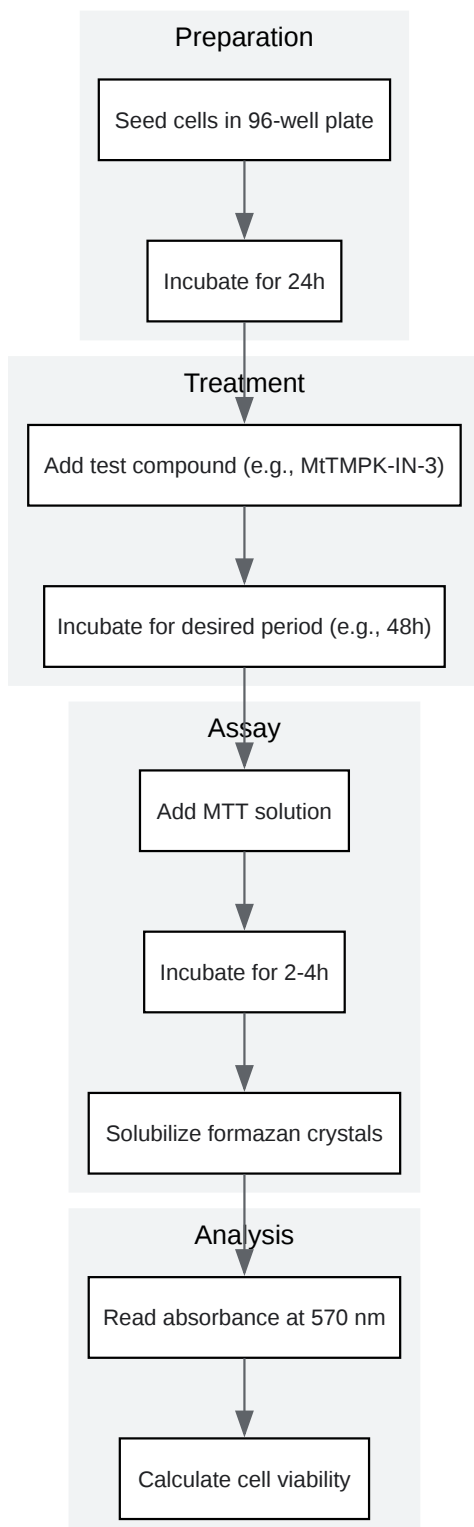 Preparation
Seed cells in 96-well plate
Incubate for 24h
Treatment
Add test compound (e.g., MtTMPK-IN-3)
Incubate for desired period (e.g., 48h)
Assay
Add MTT solution
Incubate for 2-4h
Solubilize formazan crystals
Analysis
Read absorbance at 570 nm
Calculate cell viability